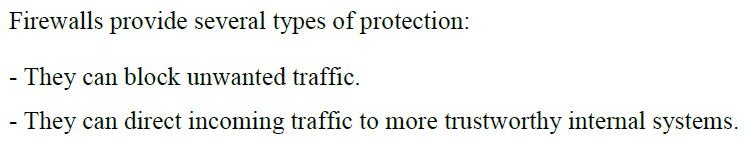 Firewalls provide several types of protection:
- They can block unwanted traffic.
- They can direct incoming traffic to more trustworthy internal systems.